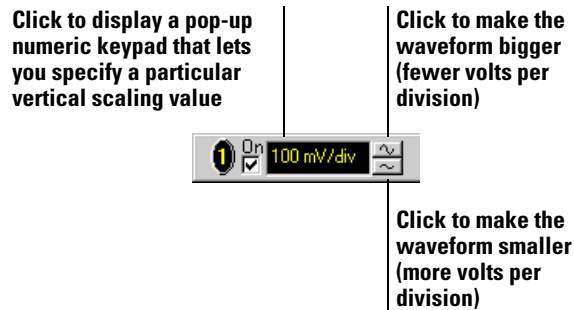 Click to display a pop-up
numeric keypad that lets
you specify a particular
vertical scaling value
Click to make the
waveform bigger
(fewer volts per
division)
1 On 100 mV/div
Click to make the
waveform smaller
(more volts per
division)